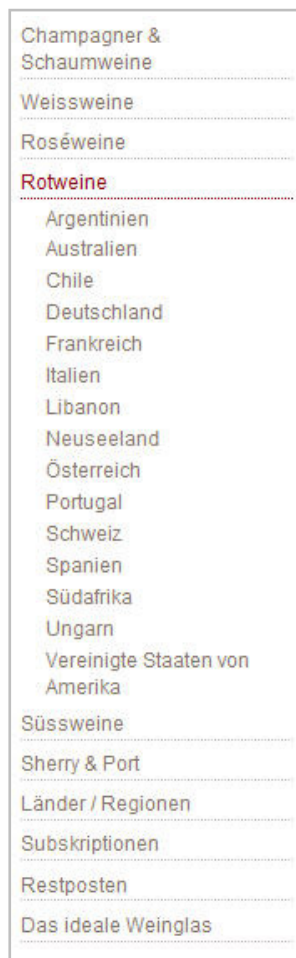 Champagner &
Schaumweine
Weissweine
Roséweine
Rotweine
Argentinien
Australien
Chile
Deutschland
Frankreich
Italien
Libanon
Neuseeland
Österreich
Portugal
Schweiz
Spanien
Südafrika
Ungarn
Vereinigte Staaten von
Amerika
Süssweine
Sherry & Port
Länder / Regionen
Subskriptionen
Restposten
Das ideale Weinglas